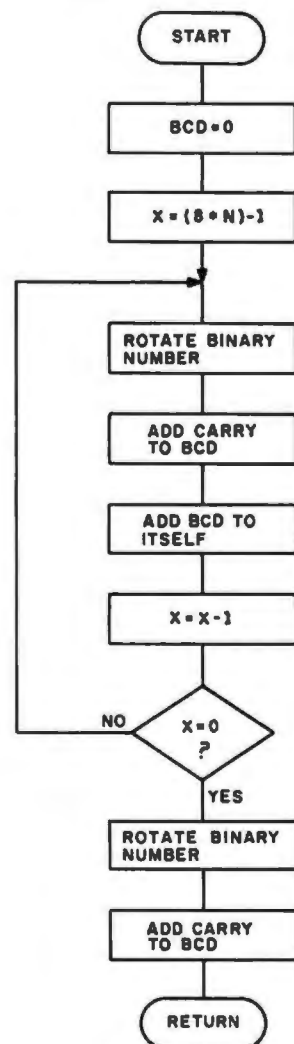 START
BCD=0
X=(8*N)-1
ROTATE BINARY
NUMBER
ADD CARRY
TO BCD
ADD BCD TO
ITSELF
X=X-1
NO
X=0
?
YES
ROTATE BINARY
NUMBER
ADD CARRY
TO BCD
RETURN